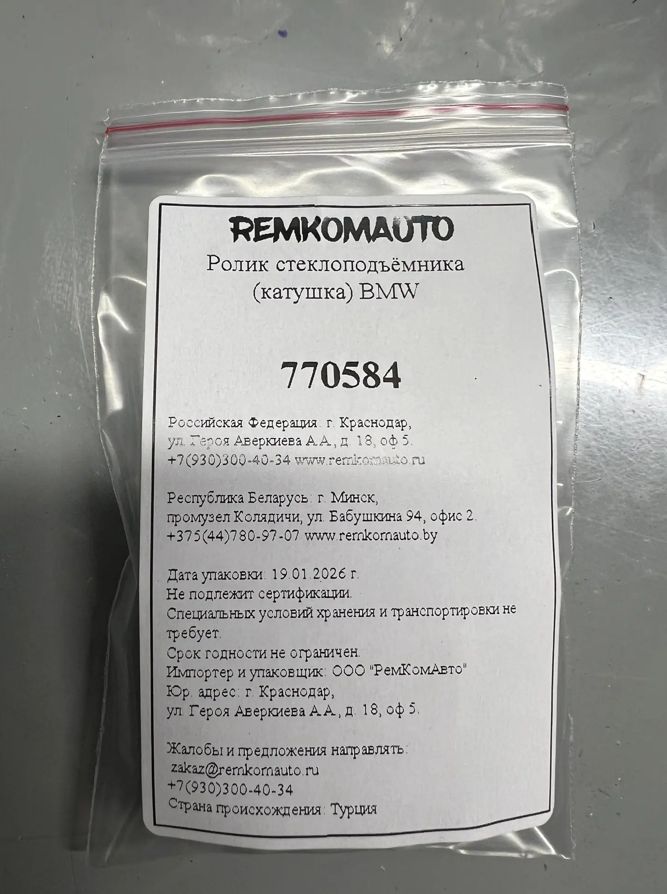 REMKOMAUTO
Ролик стеклоподъёмника
(катушка) BMW
770584
Российская Федерация: г. Краснодар,
ул. Героя Аверкиева А.А., д. 18, оф 5.
+7(930)300-40-34 www.remkomauto.ru
Республика Беларусь: г. Минск,
промузел Колядичи, ул. Бабушкина 94, офис 2.
+375(44)780-97-07 www.remkomauto.by
Дата упаковки: 19.01.2026 г.
Не подлежит сертификации.
Специальных условий хранения и транспортировки не
требует.
Срок годности не ограничен.
Импортер и упаковщик: ООО "РемКомАвто"
Юр. адрес: г. Краснодар,
ул. Героя Аверкиева А.А., д. 18, оф 5.
Жалобы и предложения направлять:
zakaz@remkomauto.ru
+7(930)300-40-34
Страна происхождения: Турция